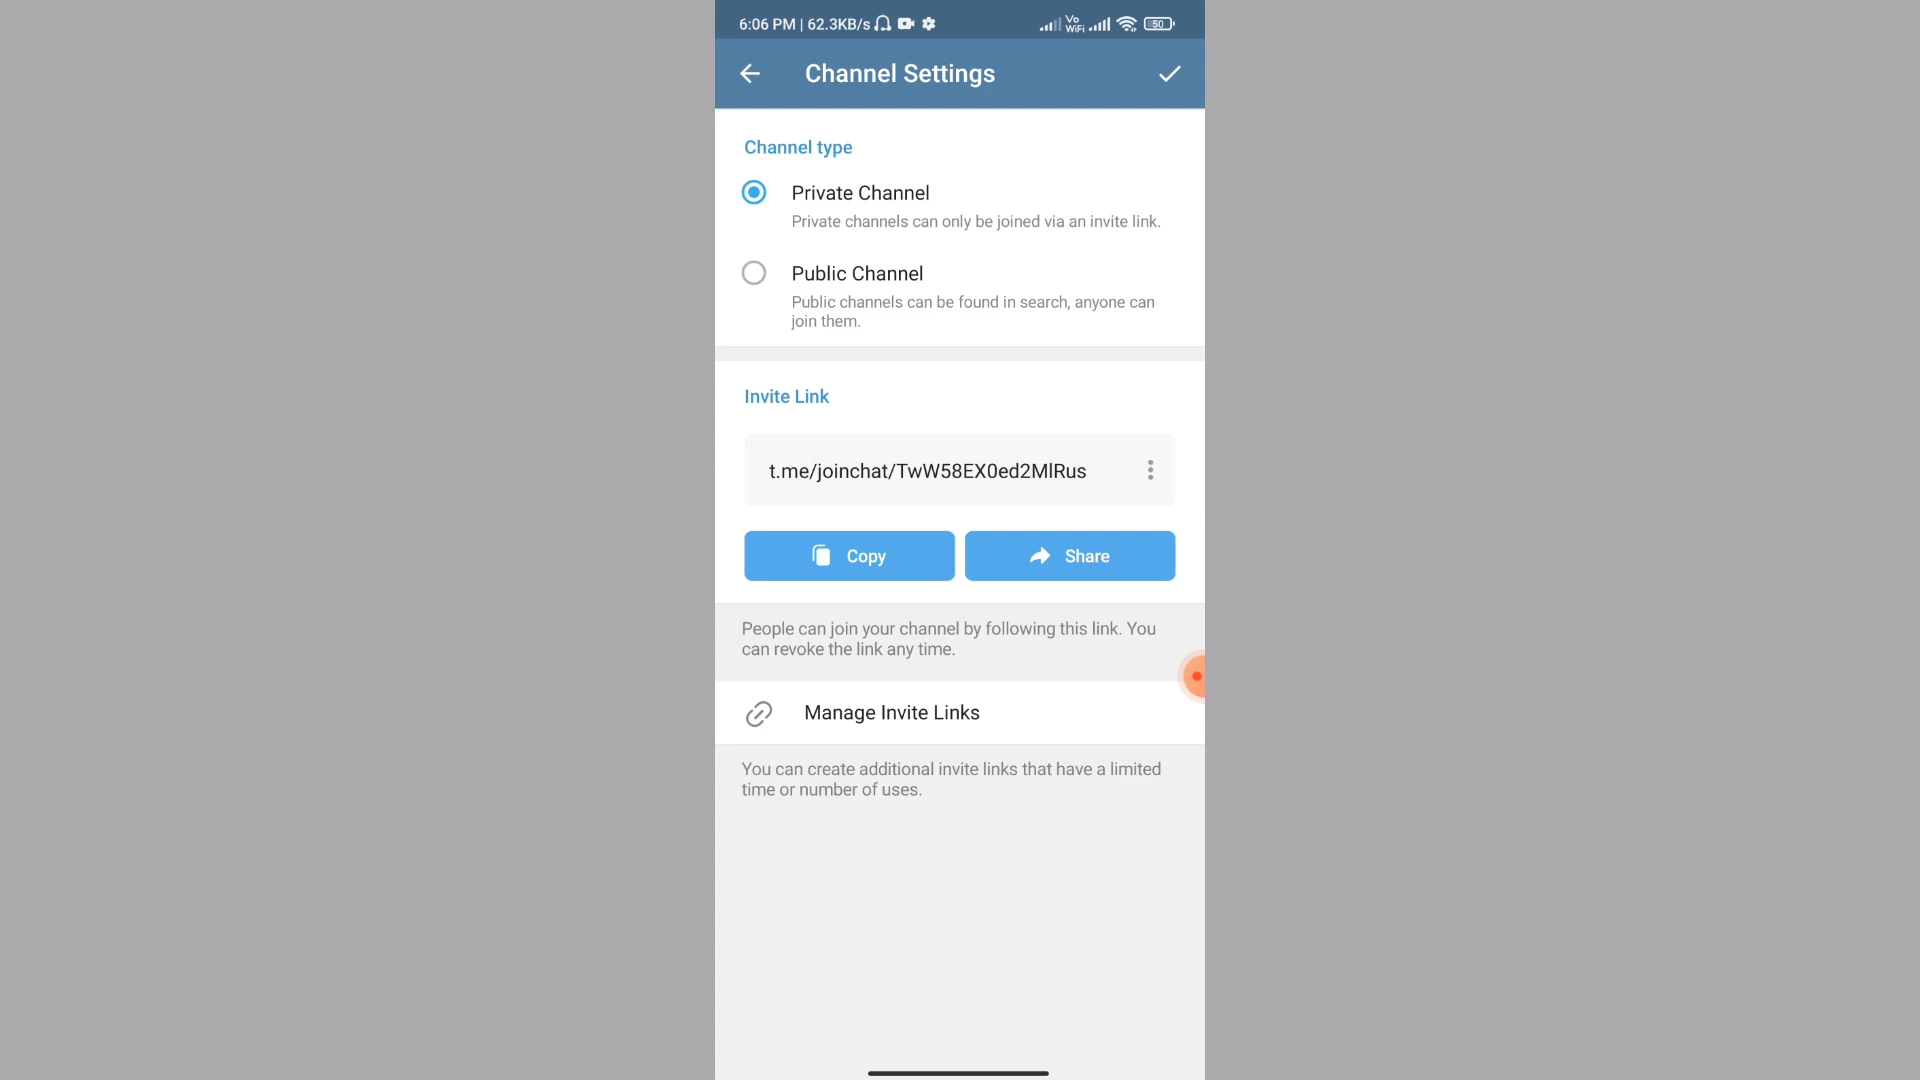 6:06 PM | 62.3KB/s
Vo
WiFi
50
Channel Settings
Channel type
Private Channel
Private channels can only be joined via an invite link.
Public Channel
Public channels can be found in search, anyone can
join them.
Invite Link
t.me/joinchat/TwW58EX0ed2MlRus
Copy
Share
People can join your channel by following this link. You
can revoke the link any time.
Manage Invite Links
You can create additional invite links that have a limited
time or number of uses.